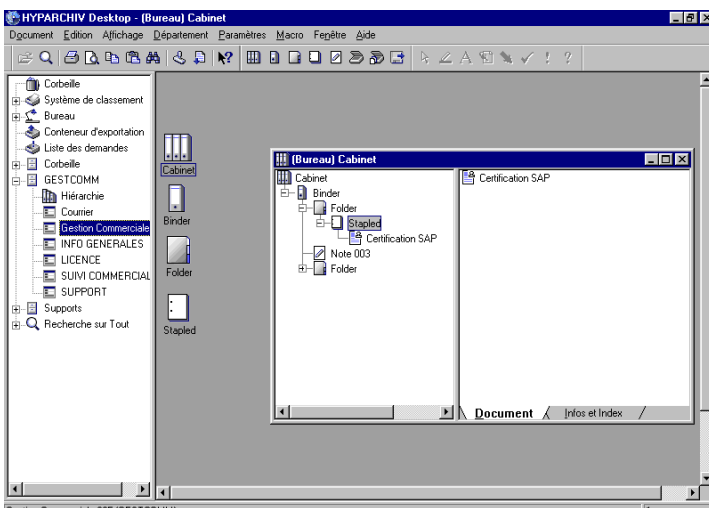 HYPARCHIV Desktop - (Bureau) Cabinet
Document Edition Affichage Département Paramètres Macro Fenêtre Aide
Corbeille
Système de classement
Bureau
Conteneur d'exportation
Liste des demandes
Corbeille
GESTCOMM
Hiérarchie
Courrier
Gestion Commerciale
INFO GENERALES
LICENCE
SUIVI COMMERCIAL
SUPPORT
Supports
Recherche sur Tout
Cabinet
Binder
Folder
Stapled
(Bureau) Cabinet
Cabinet
Binder
Folder
Stapled
Certification SAP
Note 003
Folder
Certification SAP
Document
Infos et Index